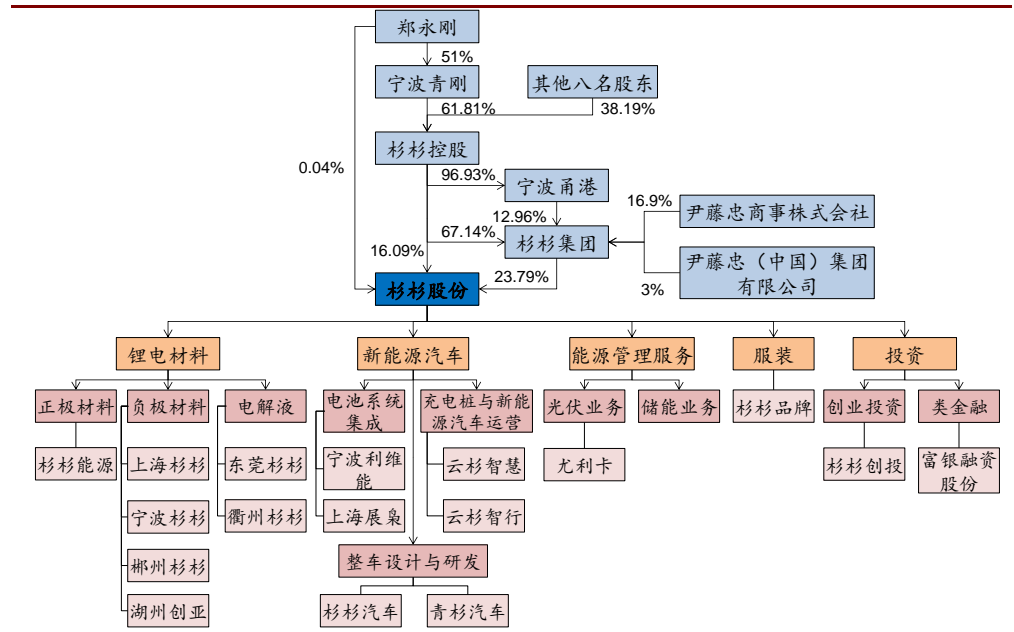 郑永刚
51%
宁波青刚
其他八名股东
61.81%
38.19%
杉杉控股
0.04%
96.93%
宁波甬港
16.9%
尹藤忠商事株式会社
12.96%
67.14%
杉杉集团
16.09%
23.79%
3%
尹藤忠（中国）集团
有限公司
杉杉股份
锂电材料
新能源汽车
能源管理服务
服装
投资
正极材料
负极材料
电解液
电池系统
集成
充电桩与新能
源汽车运营
光伏业务
储能业务
杉杉品牌
创业投资
类金融
杉杉能源
上海杉杉
东莞杉杉
宁波利维
能
云杉智慧
尤利卡
杉杉创投
富银融资
股份
宁波杉杉
衢州杉杉
上海展枭
云杉智行
郴州杉杉
整车设计与研发
湖州创亚
杉杉汽车
青杉汽车